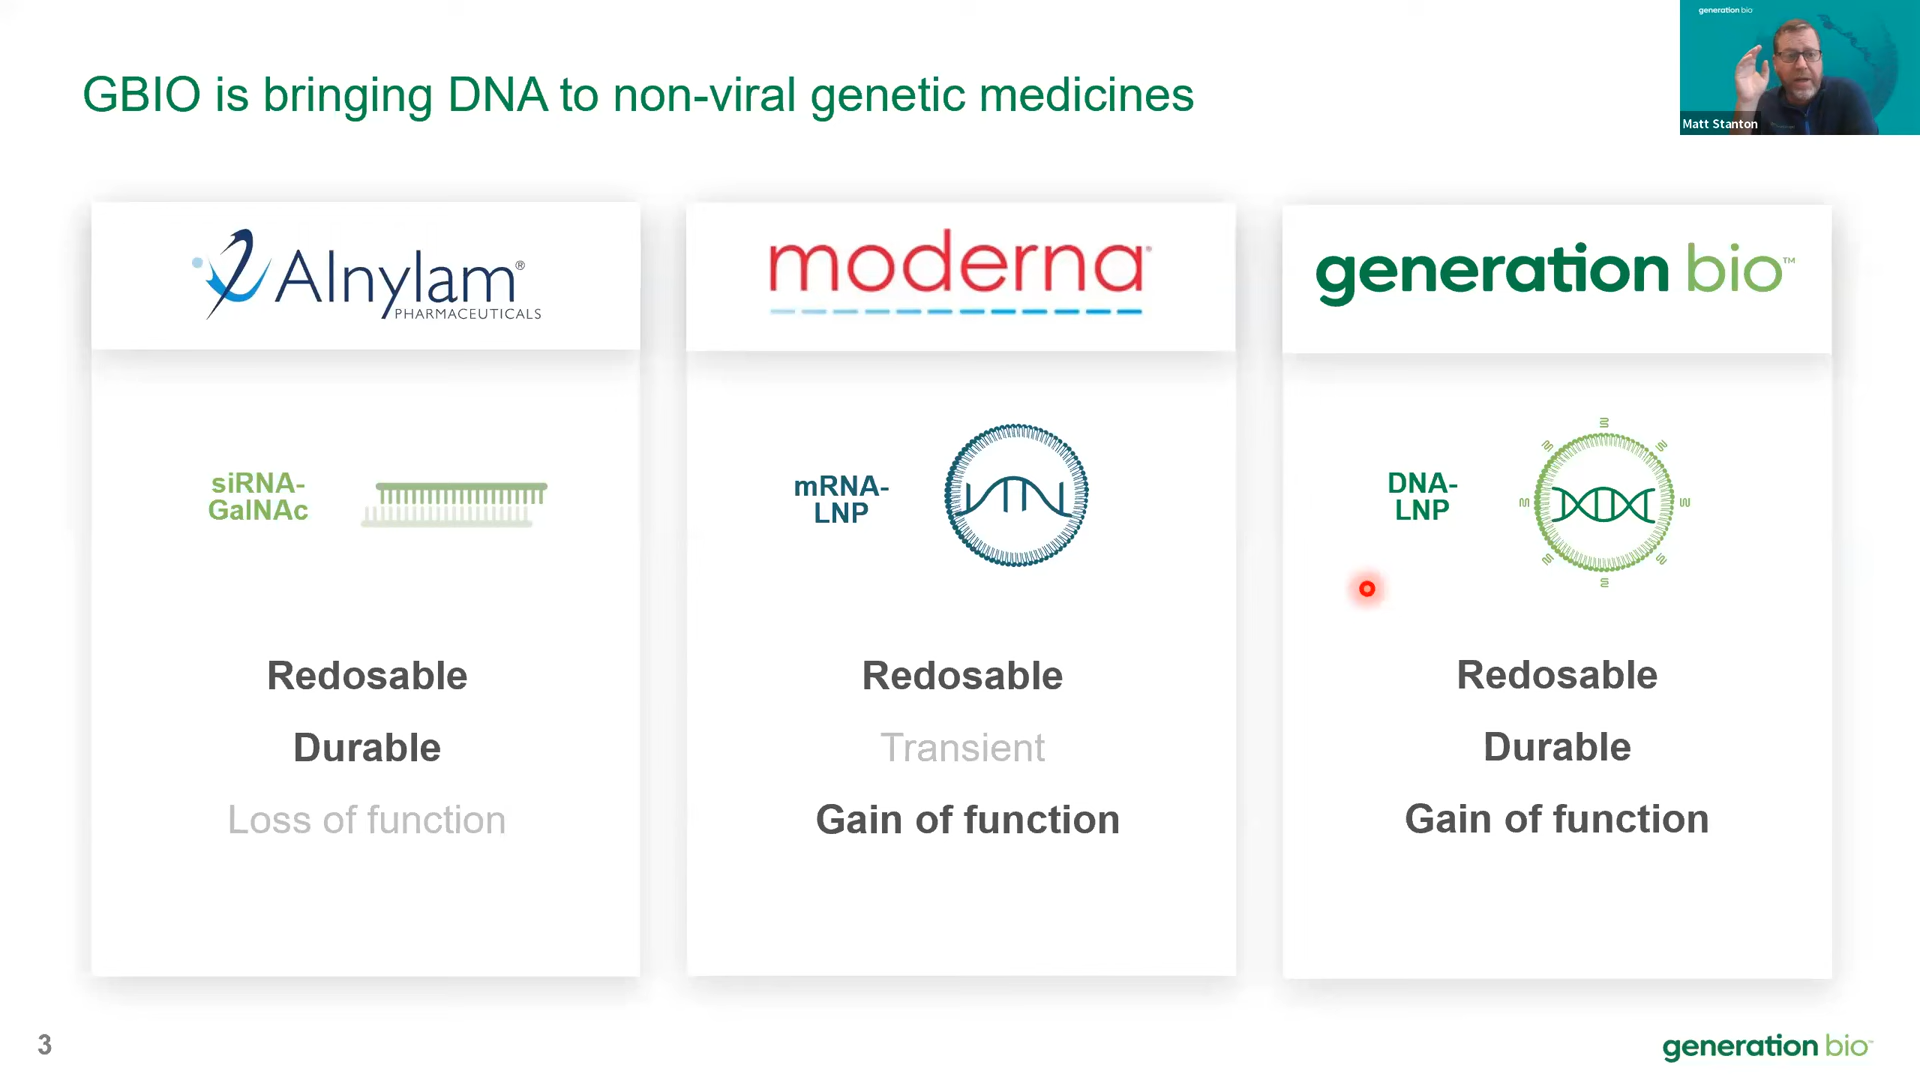 generation bio
Matt Stanton
GBIO is bringing DNA to non-viral genetic medicines
Alnylam®
PHARMACEUTICALS
siRNA-
GalNAc
Redosable
Durable
Loss of function
moderna®
mRNA-
LNP
Redosable
Transient
Gain of function
generation bio™
DNA-
LNP
Redosable
Durable
Gain of function
3
generation bio™